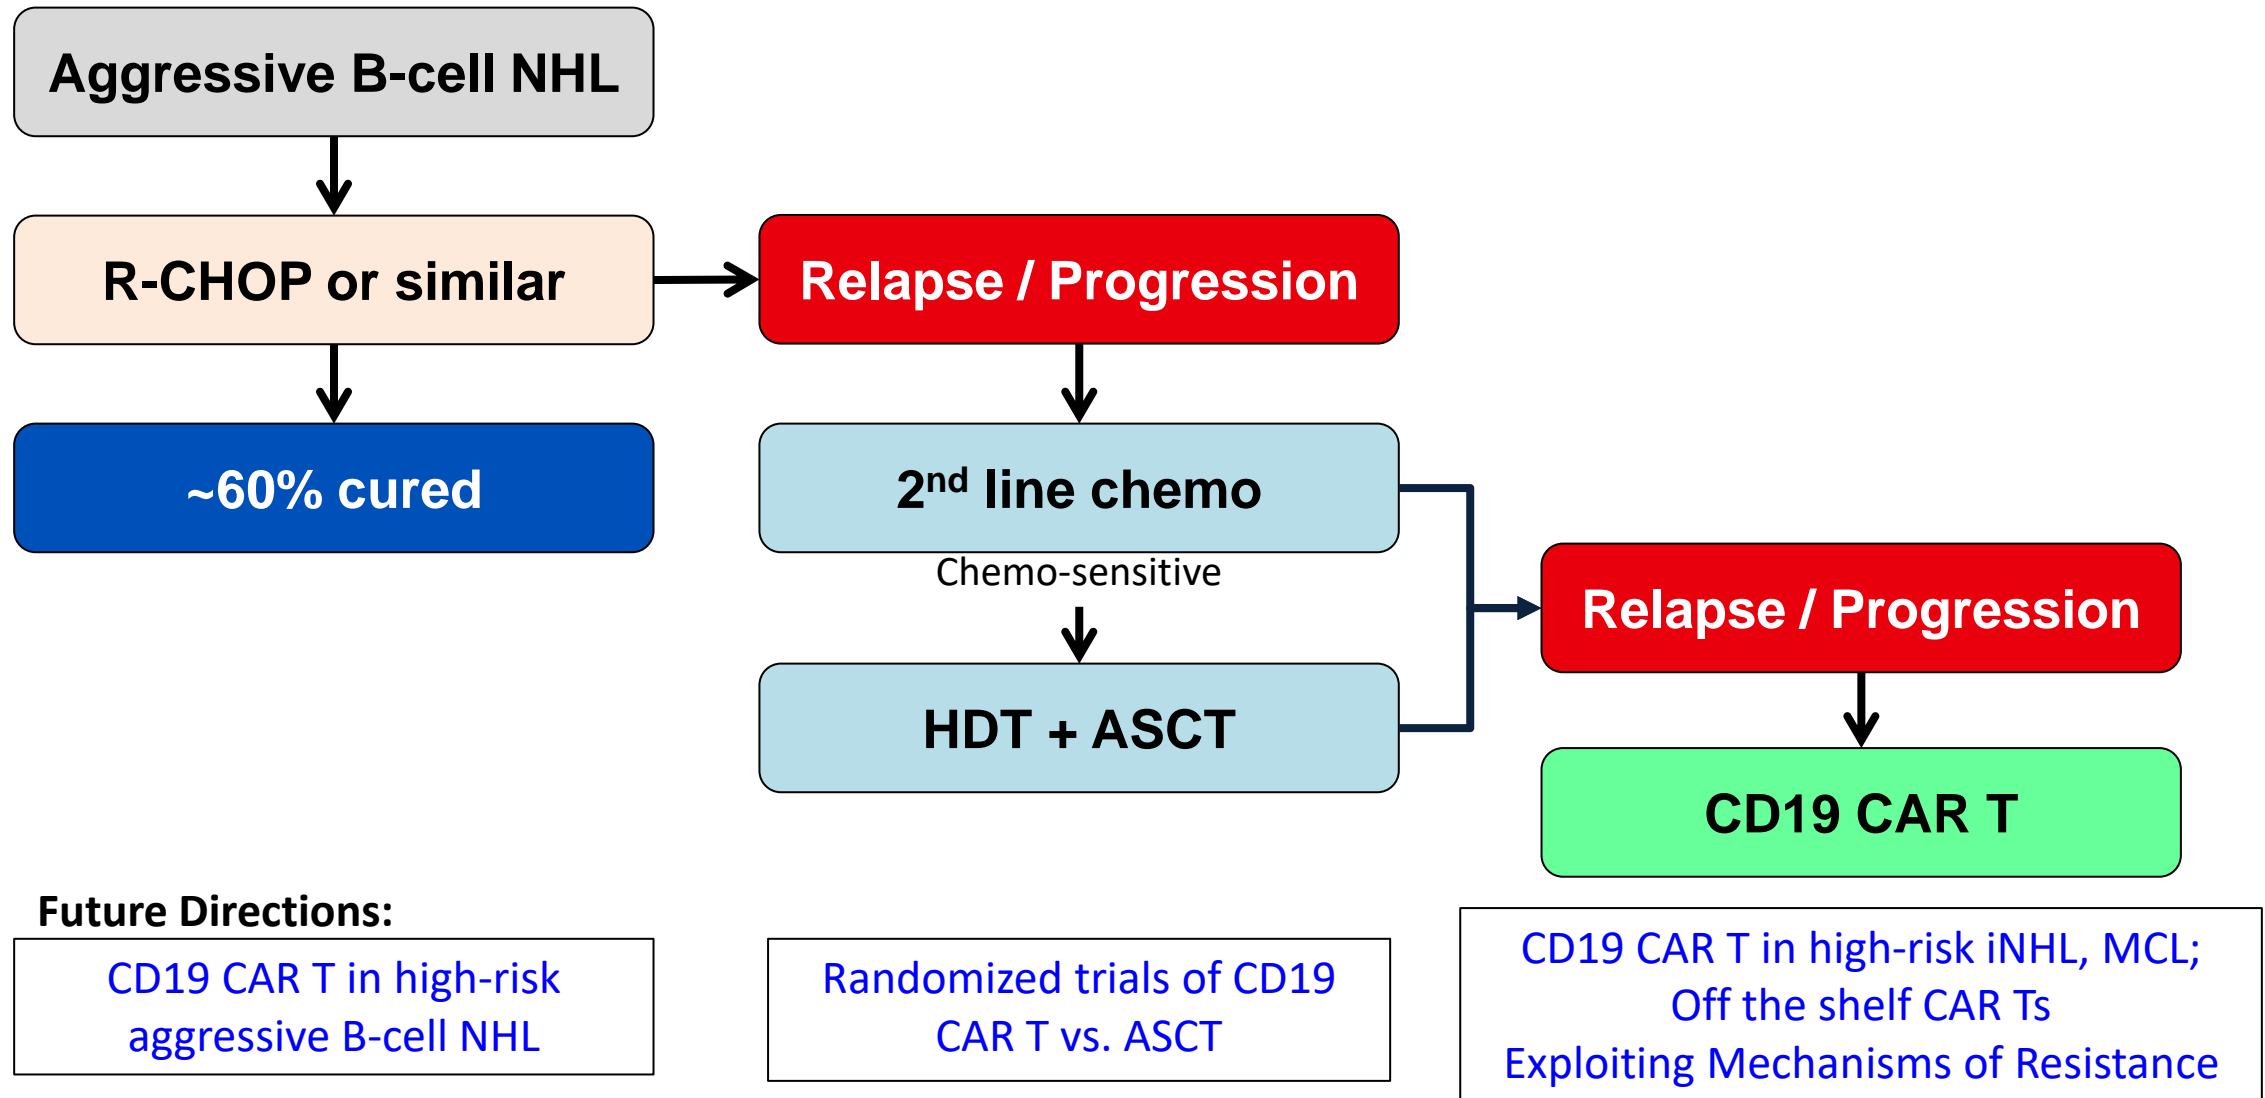 Aggressive B-cell NHL
R-CHOP or similar
Relapse / Progression
~60% cured
2nd line chemo
Chemo-sensitive
HDT + ASCT
Relapse / Progression
CD19 CAR T
Future Directions:
CD19 CAR T in high-risk
aggressive B-cell NHL
Randomized trials of CD19
CAR T vs. ASCT
CD19 CAR T in high-risk iNHL, MCL;
Off the shelf CAR Ts
Exploiting Mechanisms of Resistance